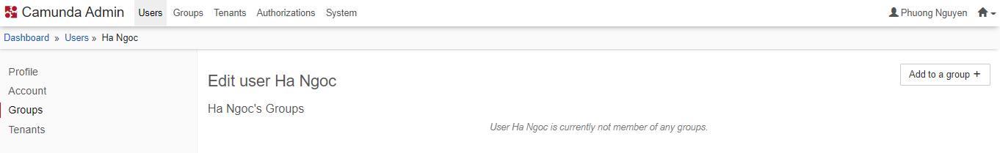 Camunda Admin Users Groups Tenants Authorizations System Phuong Nguyen
Dashboard » Users » Ha Ngoc
Profile
Account
Groups
Tenants
Edit user Ha Ngoc
Add to a group +
Ha Ngoc's Groups
User Ha Ngoc is currently not member of any groups.